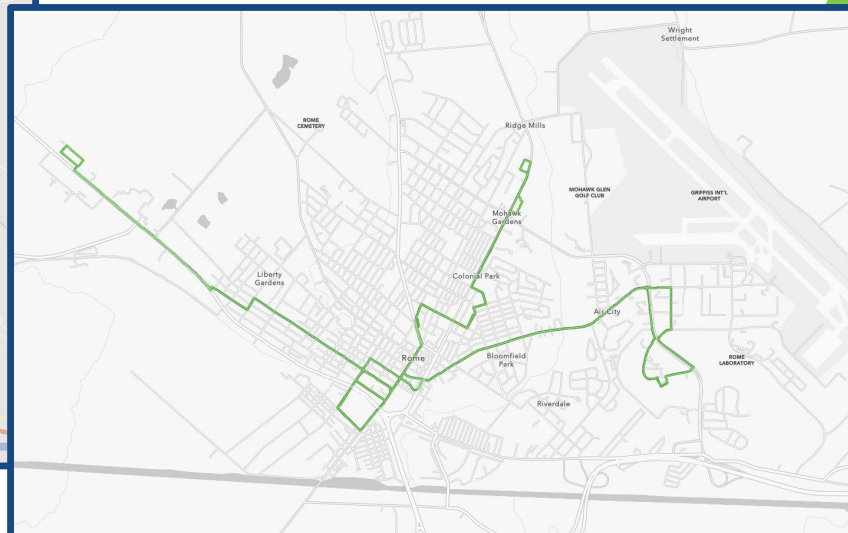 Wright
Settlement
ROME
CEMETERY
Ridge Mills
MOHAWK GLEN
GOLF CLUB
GRIFFISS INT'L
AIRPORT
Mohawk
Gardens
Liberty
Gardens
Colonial Park
Air City
Rome
Bloomfield
Park
ROME
LABORATORY
Riverdale